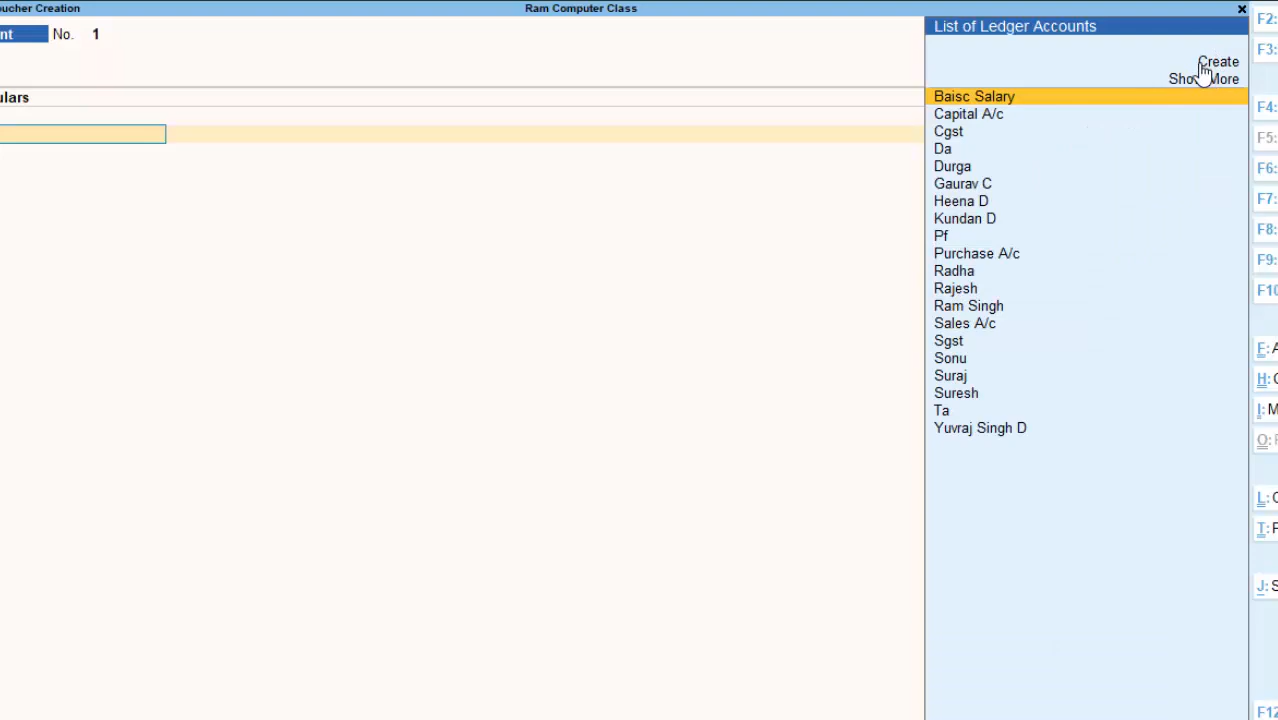 oucher Creation
Ram Computer Class
nt No. 1
ulars
List of Ledger Accounts
Create
Show More
Baisc Salary
Capital A/c
Cgst
Da
Durga
Gaurav C
Heena D
Kundan D
Pf
Purchase A/c
Radha
Rajesh
Ram Singh
Sales A/c
Sgst
Sonu
Suraj
Suresh
Ta
Yuvraj Singh D
F2:
F3:
F4:
F5:
F6:
F7:
F8:
F9:
F10
F: A
H: C
I: M
O: F
L: C
T: F
J: S
F12